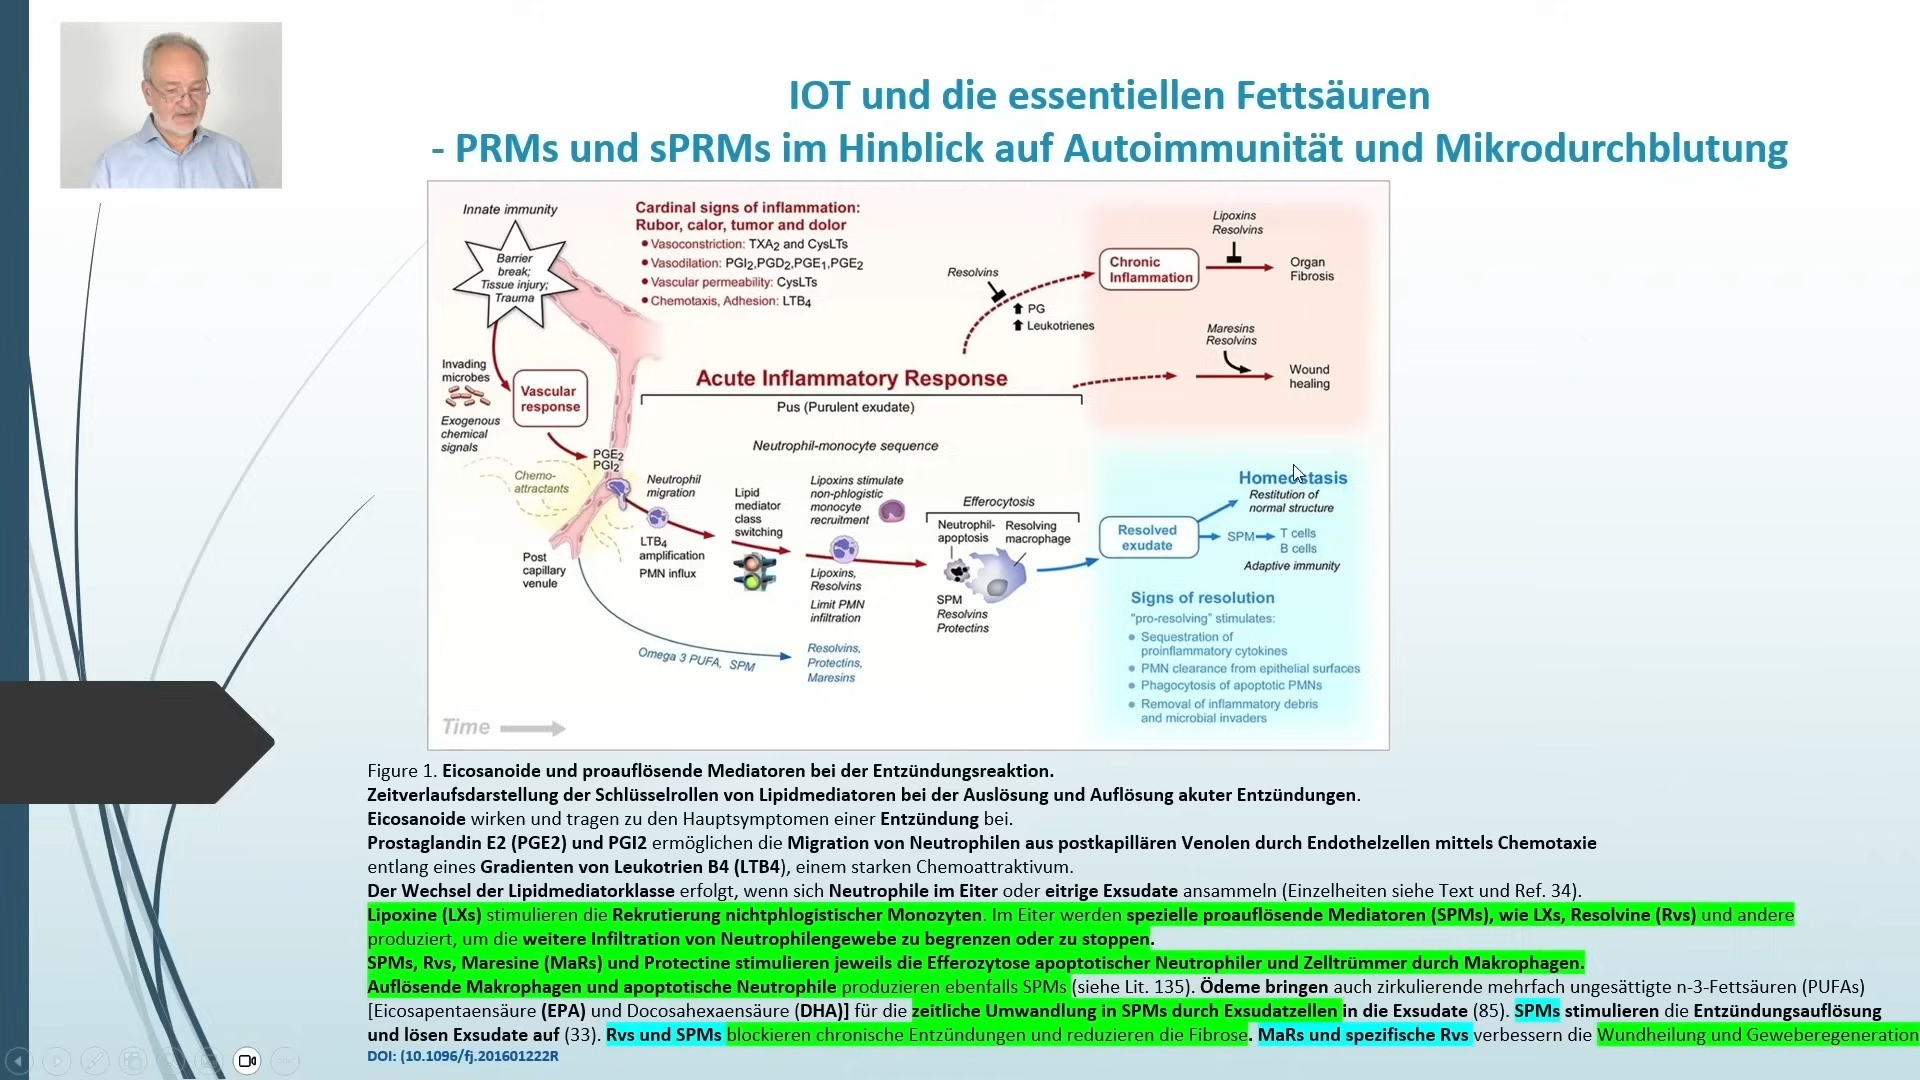 IOT und die essentiellen Fettsäuren
- PRMs und sPRMs im Hinblick auf Autoimmunität und Mikrodurchblutung
Innate immunity
Barrier
break;
Tissue injury;
Trauma
Cardinal signs of inflammation:
Rubor, calor, tumor and dolor
• Vasoconstriction: TXA2 and CysLTs
• Vasodilation: PGI2,PGD2,PGE1,PGE2
• Vascular permeability: CysLTs
• Chemotaxis, Adhesion: LTB4
Resolvins
PG
Leukotrienes
Chronic
Inflammation
Lipoxins
Resolvins
Organ
Fibrosis
Maresins
Resolvins
Wound
healing
Invading
microbes
Exogenous
chemical
signals
Vascular
response
Acute Inflammatory Response
Pus (Purulent exudate)
Neutrophil-monocyte sequence
PGE2
PGI2
Chemo-
attractants
Post
capillary
venule
Neutrophil
migration
LTB4
amplification
PMN influx
Lipid
mediator
class
switching
Lipoxins stimulate
non-phlogistic
monocyte
recruitment
Lipoxins,
Resolvins
Limit PMN
infiltration
Efferocytosis
Neutrophil-
apoptosis
Resolving
macrophage
SPM
Resolvins
Protectins
Omega 3 PUFA, SPM
Resolvins,
Protectins,
Maresins
Resolved
exudate
Homeostasis
Restitution of
normal structure
SPM
T cells
B cells
Adaptive immunity
Signs of resolution
"pro-resolving" stimulates:
• Sequestration of
proinflammatory cytokines
• PMN clearance from epithelial surfaces
• Phagocytosis of apoptotic PMNs
• Removal of inflammatory debris
and microbial invaders
Time
Figure 1. Eicosanoide und proauflösende Mediatoren bei der Entzündungsreaktion.
Zeitverlaufsdarstellung der Schlüsselrollen von Lipidmediatoren bei der Auslösung und Auflösung akuter Entzündungen.
Eicosanoide wirken und tragen zu den Hauptsymptomen einer Entzündung bei.
Prostaglandin E2 (PGE2) und PGI2 ermöglichen die Migration von Neutrophilen aus postkapillären Venolen durch Endothelzellen mittels Chemotaxie
entlang eines Gradienten von Leukotrien B4 (LTB4), einem starken Chemoattraktivum.
Der Wechsel der Lipidmediatorklasse erfolgt, wenn sich Neutrophile im Eiter oder eitrige Exsudate ansammeln (Einzelheiten siehe Text und Ref. 34).
Lipoxine (LXs) stimulieren die Rekrutierung nichtphlogistischer Monozyten. Im Eiter werden spezielle proauflösende Mediatoren (SPMs), wie LXs, Resolvine (Rvs) und andere
produziert, um die weitere Infiltration von Neutrophilengewebe zu begrenzen oder zu stoppen.
SPMs, Rvs, Maresine (MaRs) und Protectine stimulieren jeweils die Efferozytose apoptotischer Neutrophiler und Zelltrümmer durch Makrophagen.
Auflösende Makrophagen und apoptotische Neutrophile produzieren ebenfalls SPMs (siehe Lit. 135). Ödeme bringen auch zirkulierende mehrfach ungesättigte n-3-Fettsäuren (PUFAs)
[Eicosapentaensäure (EPA) und Docosahexaensäure (DHA)] für die zeitliche Umwandlung in SPMs durch Exsudatzellen in die Exsudate (85). SPMs stimulieren die Entzündungsauflösung
und lösen Exsudate auf (33). Rvs und SPMs blockieren chronische Entzündungen und reduzieren die Fibrose. MaRs und spezifische Rvs verbessern die Wundheilung und Geweberegeneration
DOI: (10.1096/fj.201601222R